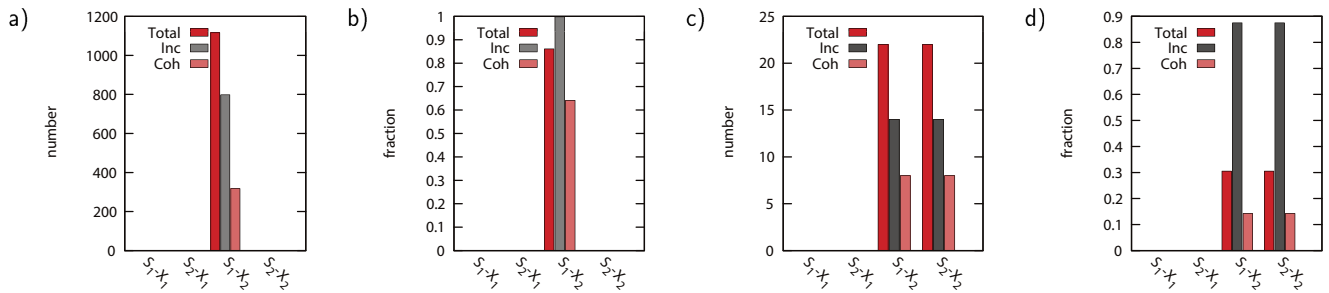 a)
number
1200
1000
800
600
400
200
0
Total
Inc
Coh
S1-X1
S2-X1
S1-X2
S2-X2
b)
fraction
1
0.9
0.8
0.7
0.6
0.5
0.4
0.3
0.2
0.1
0
Total
Inc
Coh
S1-X1
S2-X1
S1-X2
S2-X2
c)
number
25
20
15
10
5
0
Total
Inc
Coh
S1-X1
S2-X1
S1-X2
S2-X2
d)
fraction
0.9
0.8
0.7
0.6
0.5
0.4
0.3
0.2
0.1
0
Total
Inc
Coh
S1-X1
S2-X1
S1-X2
S2-X2